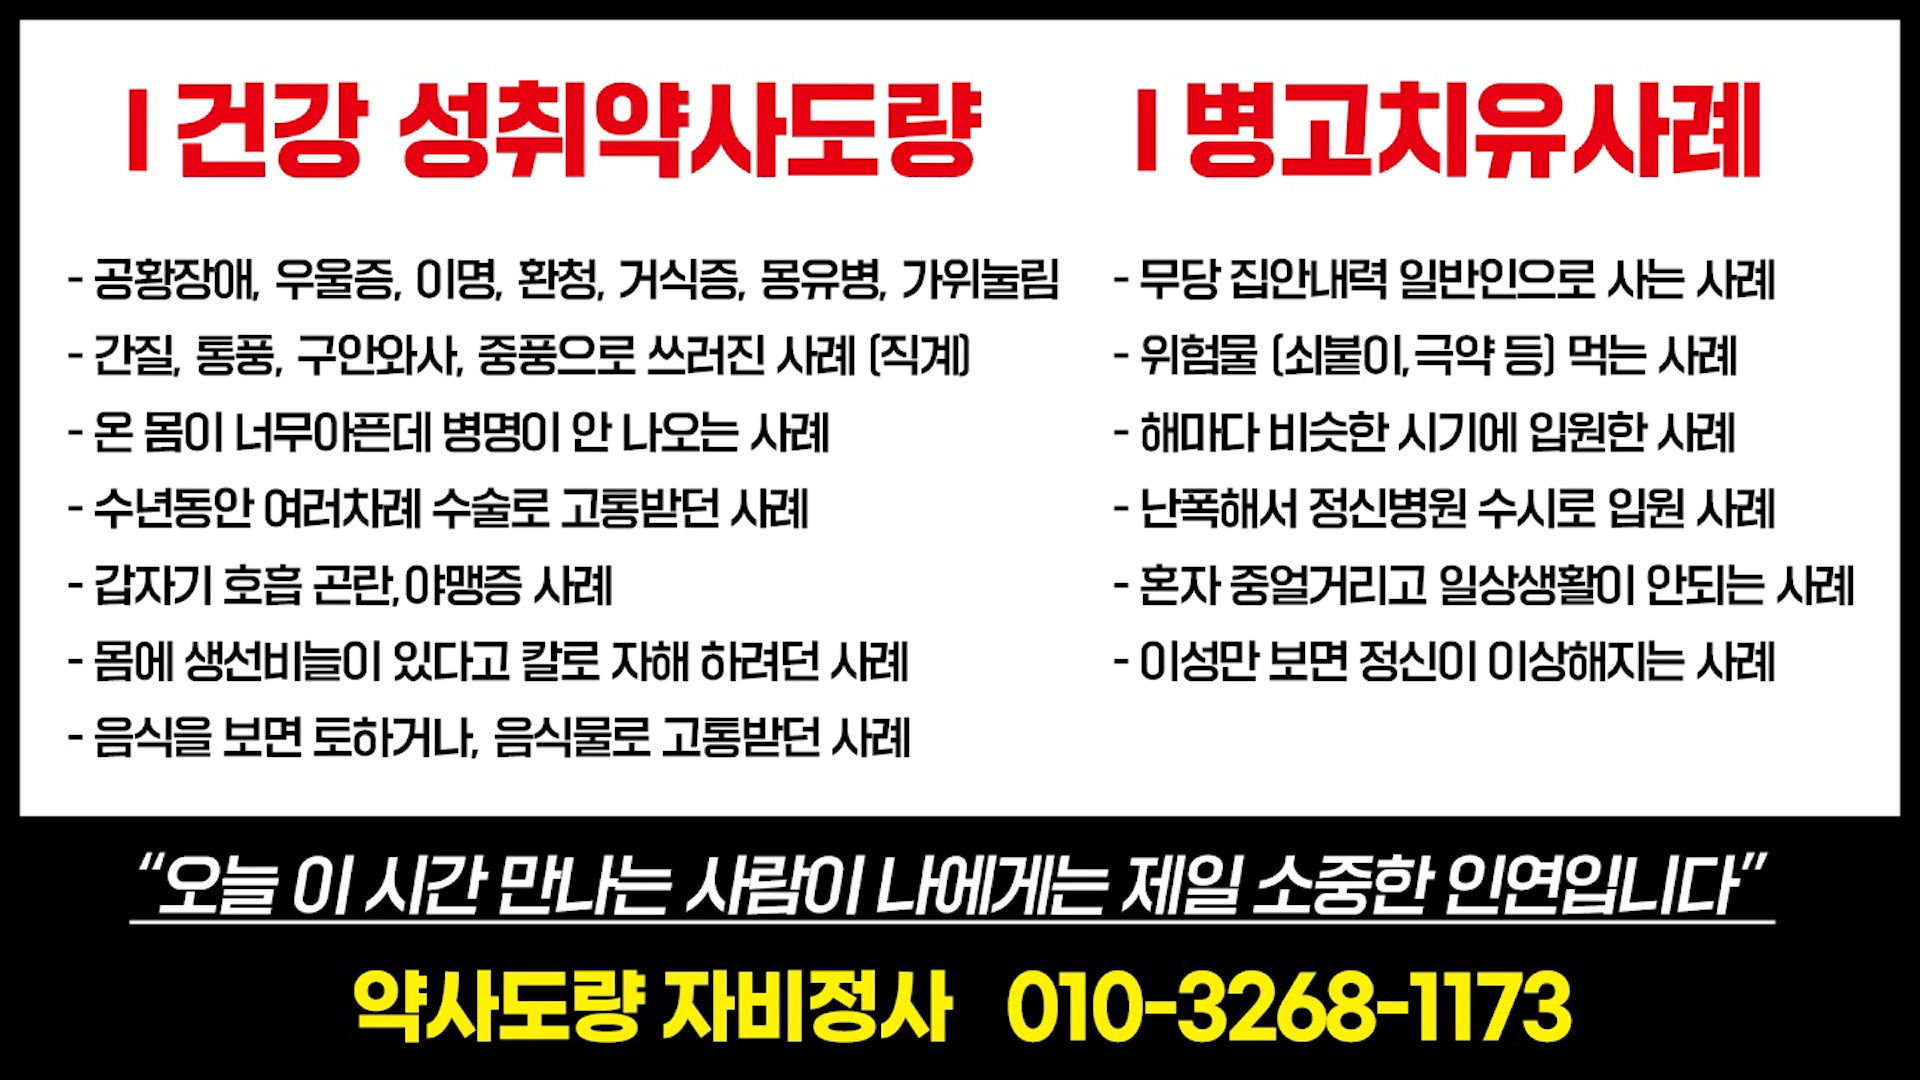 I 건강 성취약사도량
- 공황장애, 우울증, 이명, 환청, 거식증, 몽유병, 가위눌림
- 간질, 통풍, 구안와사, 중풍으로 쓰러진 사례 (직계)
- 온 몸이 너무아픈데 병명이 안 나오는 사례
- 수년동안 여러차례 수술로 고통받던 사례
- 갑자기 호흡 곤란,야맹증 사례
- 몸에 생선비늘이 있다고 칼로 자해 하려던 사례
- 음식을 보면 토하거나, 음식물로 고통받던 사례
I 병고치유사례
- 무당 집안내력 일반인으로 사는 사례
- 위험물 (쇠붙이,극약 등) 먹는 사례
- 해마다 비슷한 시기에 입원한 사례
- 난폭해서 정신병원 수시로 입원 사례
- 혼자 중얼거리고 일상생활이 안되는 사례
- 이성만 보면 정신이 이상해지는 사례
“오늘 이 시간 만나는 사람이 나에게는 제일 소중한 인연입니다”
약사도량 자비정사 010-3268-1173